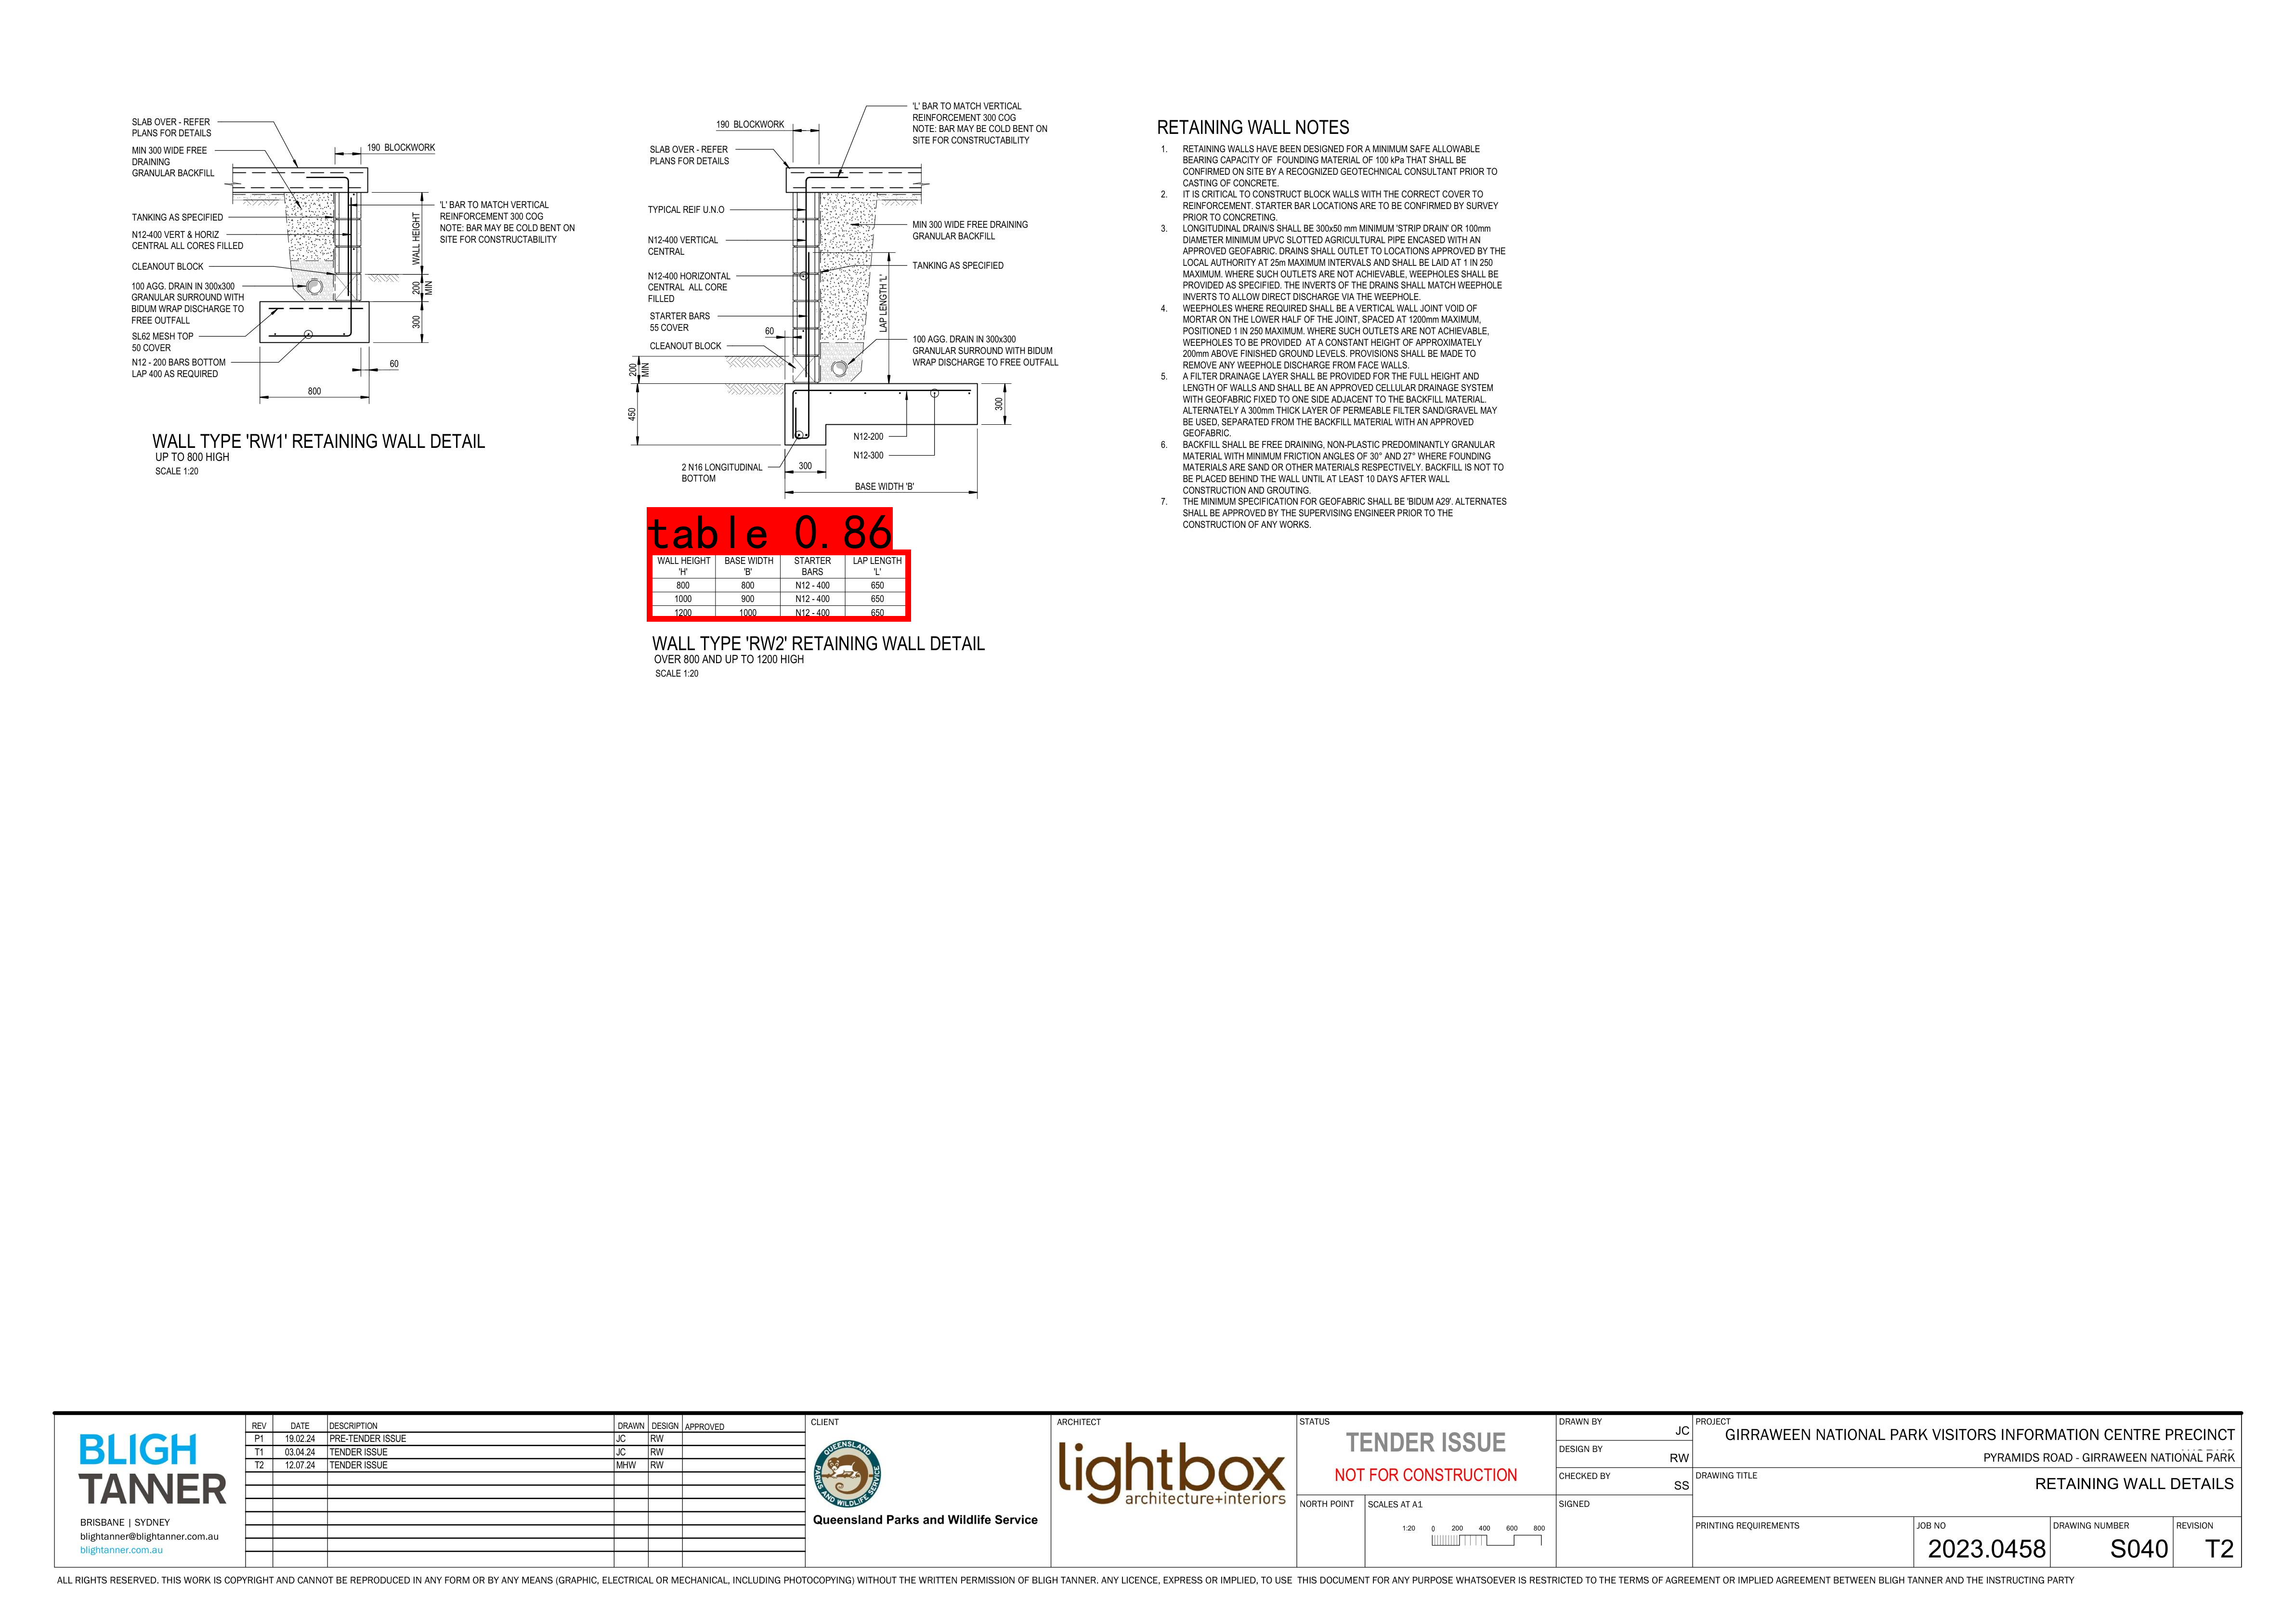 SLAB OVER - REFER
PLANS FOR DETAILS
MIN 300 WIDE FREE
DRAINING
GRANULAR BACKFILL
TANKING AS SPECIFIED
N12-400 VERT & HORIZ
CENTRAL ALL CORES FILLED
CLEANOUT BLOCK
100 AGG. DRAIN IN 300x300
GRANULAR SURROUND WITH
BIDUM WRAP DISCHARGE TO
FREE OUTFALL
SL62 MESH TOP
50 COVER
N12 - 200 BARS BOTTOM
LAP 400 AS REQUIRED
190 BLOCKWORK
'L' BAR TO MATCH VERTICAL
REINFORCEMENT 300 COG
NOTE: BAR MAY BE COLD BENT ON
SITE FOR CONSTRUCTABILITY
WALL HEIGHT
200
MIN
300
60
800
WALL TYPE 'RW1' RETAINING WALL DETAIL
UP TO 800 HIGH
SCALE 1:20
190 BLOCKWORK
SLAB OVER - REFER
PLANS FOR DETAILS
TYPICAL REIF U.N.O
N12-400 VERTICAL
CENTRAL
N12-400 HORIZONTAL
CENTRAL ALL CORE
FILLED
STARTER BARS
55 COVER
60
CLEANOUT BLOCK
200
MIN
450
2 N16 LONGITUDINAL
BOTTOM
300
BASE WIDTH 'B'
'L' BAR TO MATCH VERTICAL
REINFORCEMENT 300 COG
NOTE: BAR MAY BE COLD BENT ON
SITE FOR CONSTRUCTABILITY
MIN 300 WIDE FREE DRAINING
GRANULAR BACKFILL
TANKING AS SPECIFIED
LAP LENGTH 'L'
100 AGG. DRAIN IN 300x300
GRANULAR SURROUND WITH BIDUM
WRAP DISCHARGE TO FREE OUTFALL
300
N12-200
N12-300
table 0.86
WALL HEIGHT BASE WIDTH STARTER LAP LENGTH
'H' 'B' BARS 'L'
800 800 N12 - 400 650
1000 900 N12 - 400 650
1200 1000 N12 - 400 650
WALL TYPE 'RW2' RETAINING WALL DETAIL
OVER 800 AND UP TO 1200 HIGH
SCALE 1:20
RETAINING WALL NOTES
1. RETAINING WALLS HAVE BEEN DESIGNED FOR A MINIMUM SAFE ALLOWABLE
BEARING CAPACITY OF FOUNDING MATERIAL OF 100 kPa THAT SHALL BE
CONFIRMED ON SITE BY A RECOGNIZED GEOTECHNICAL CONSULTANT PRIOR TO
CASTING OF CONCRETE.
2. IT IS CRITICAL TO CONSTRUCT BLOCK WALLS WITH THE CORRECT COVER TO
REINFORCEMENT. STARTER BAR LOCATIONS ARE TO BE CONFIRMED BY SURVEY
PRIOR TO CONCRETING.
3. LONGITUDINAL DRAIN/S SHALL BE 300x50 mm MINIMUM 'STRIP DRAIN' OR 100mm
DIAMETER MINIMUM UPVC SLOTTED AGRICULTURAL PIPE ENCASED WITH AN
APPROVED GEOFABRIC. DRAINS SHALL OUTLET TO LOCATIONS APPROVED BY THE
LOCAL AUTHORITY AT 25m MAXIMUM INTERVALS AND SHALL BE LAID AT 1 IN 250
MAXIMUM. WHERE SUCH OUTLETS ARE NOT ACHIEVABLE, WEEPHOLES SHALL BE
PROVIDED AS SPECIFIED. THE INVERTS OF THE DRAINS SHALL MATCH WEEPHOLE
INVERTS TO ALLOW DIRECT DISCHARGE VIA THE WEEPHOLE.
4. WEEPHOLES WHERE REQUIRED SHALL BE A VERTICAL WALL JOINT VOID OF
MORTAR ON THE LOWER HALF OF THE JOINT, SPACED AT 1200mm MAXIMUM,
POSITIONED 1 IN 250 MAXIMUM. WHERE SUCH OUTLETS ARE NOT ACHIEVABLE,
WEEPHOLES TO BE PROVIDED AT A CONSTANT HEIGHT OF APPROXIMATELY
200mm ABOVE FINISHED GROUND LEVELS. PROVISIONS SHALL BE MADE TO
REMOVE ANY WEEPHOLE DISCHARGE FROM FACE WALLS.
5. A FILTER DRAINAGE LAYER SHALL BE PROVIDED FOR THE FULL HEIGHT AND
LENGTH OF WALLS AND SHALL BE AN APPROVED CELLULAR DRAINAGE SYSTEM
WITH GEOFABRIC FIXED TO ONE SIDE ADJACENT TO THE BACKFILL MATERIAL.
ALTERNATELY A 300mm THICK LAYER OF PERMEABLE FILTER SAND/GRAVEL MAY
BE USED, SEPARATED FROM THE BACKFILL MATERIAL WITH AN APPROVED
GEOFABRIC.
6. BACKFILL SHALL BE FREE DRAINING, NON-PLASTIC PREDOMINANTLY GRANULAR
MATERIAL WITH MINIMUM FRICTION ANGLES OF 30° AND 27° WHERE FOUNDING
MATERIALS ARE SAND OR OTHER MATERIALS RESPECTIVELY. BACKFILL IS NOT TO
BE PLACED BEHIND THE WALL UNTIL AT LEAST 10 DAYS AFTER WALL
CONSTRUCTION AND GROUTING.
7. THE MINIMUM SPECIFICATION FOR GEOFABRIC SHALL BE 'BIDUM A29'. ALTERNATES
SHALL BE APPROVED BY THE SUPERVISING ENGINEER PRIOR TO THE
CONSTRUCTION OF ANY WORKS.
BLIGH
TANNER
BRISBANE | SYDNEY
blightanner@blightanner.com.au
blightanner.com.au
REV DATE DESCRIPTION DRAWN DESIGN APPROVED
P1 19.02.24 PRE-TENDER ISSUE JC RW
T1 03.04.24 TENDER ISSUE JC RW
T2 12.07.24 TENDER ISSUE MHW RW
CLIENT
QUEENSLAND
PARKS AND WILDLIFE SERVICE
Queensland Parks and Wildlife Service
ARCHITECT
lightbox
architecture+interiors
STATUS
TENDER ISSUE
NOT FOR CONSTRUCTION
NORTH POINT
SCALES AT A1
1:20 0 200 400 600 800
DRAWN BY
JC
DESIGN BY
RW
CHECKED BY
SS
SIGNED
PROJECT
GIRRAWEEN NATIONAL PARK VISITORS INFORMATION CENTRE PRECINCT
PYRAMIDS ROAD - GIRRAWEEN NATIONAL PARK
DRAWING TITLE
RETAINING WALL DETAILS
PRINTING REQUIREMENTS
JOB NO
2023.0458
DRAWING NUMBER
S040
REVISION
T2
ALL RIGHTS RESERVED. THIS WORK IS COPYRIGHT AND CANNOT BE REPRODUCED IN ANY FORM OR BY ANY MEANS (GRAPHIC, ELECTRICAL OR MECHANICAL, INCLUDING PHOTOCOPYING) WITHOUT THE WRITTEN PERMISSION OF BLIGH TANNER. ANY LICENCE, EXPRESS OR IMPLIED, TO USE THIS DOCUMENT FOR ANY PURPOSE WHATSOEVER IS RESTRICTED TO THE TERMS OF AGREEMENT OR IMPLIED AGREEMENT BETWEEN BLIGH TANNER AND THE INSTRUCTING PARTY